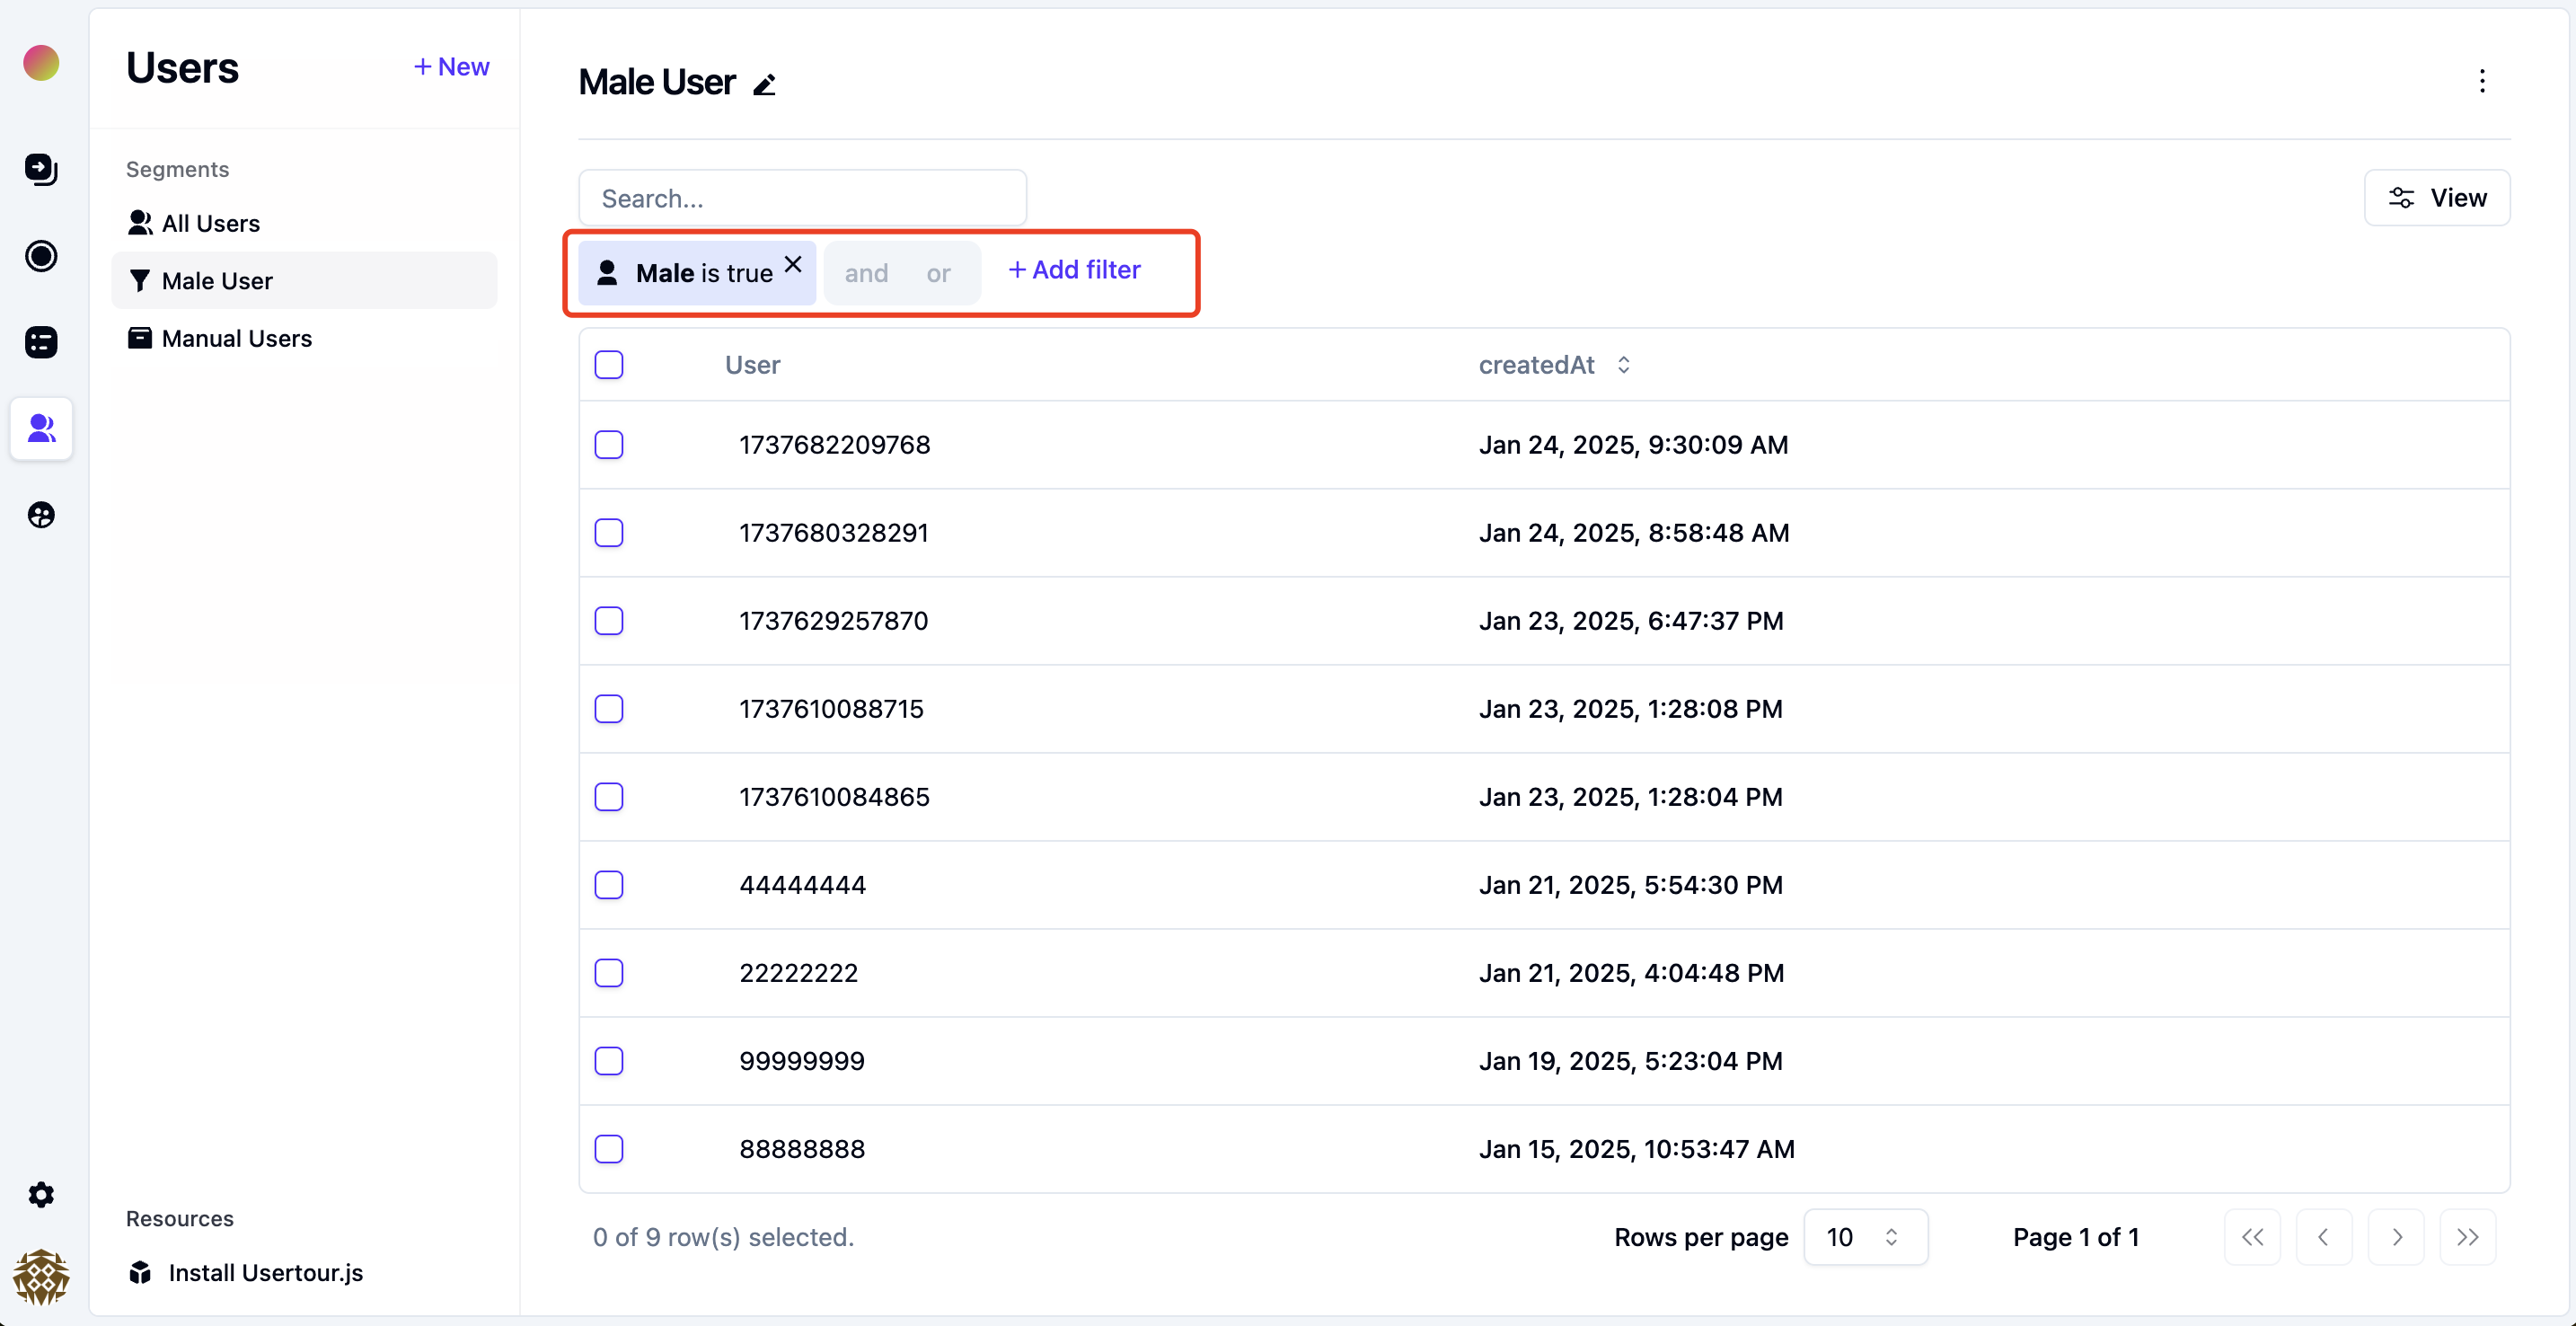 Users
+ New
Segments
All Users
Male User
Manual Users
Resources
Install Usertour.js
Male User
Search...
View
Male is true
and or
+ Add filter
User createdAt
1737682209768 Jan 24, 2025, 9:30:09 AM
1737680328291 Jan 24, 2025, 8:58:48 AM
1737629257870 Jan 23, 2025, 6:47:37 PM
1737610088715 Jan 23, 2025, 1:28:08 PM
1737610084865 Jan 23, 2025, 1:28:04 PM
44444444 Jan 21, 2025, 5:54:30 PM
22222222 Jan 21, 2025, 4:04:48 PM
99999999 Jan 19, 2025, 5:23:04 PM
88888888 Jan 15, 2025, 10:53:47 AM
0 of 9 row(s) selected.
Rows per page 10
Page 1 of 1